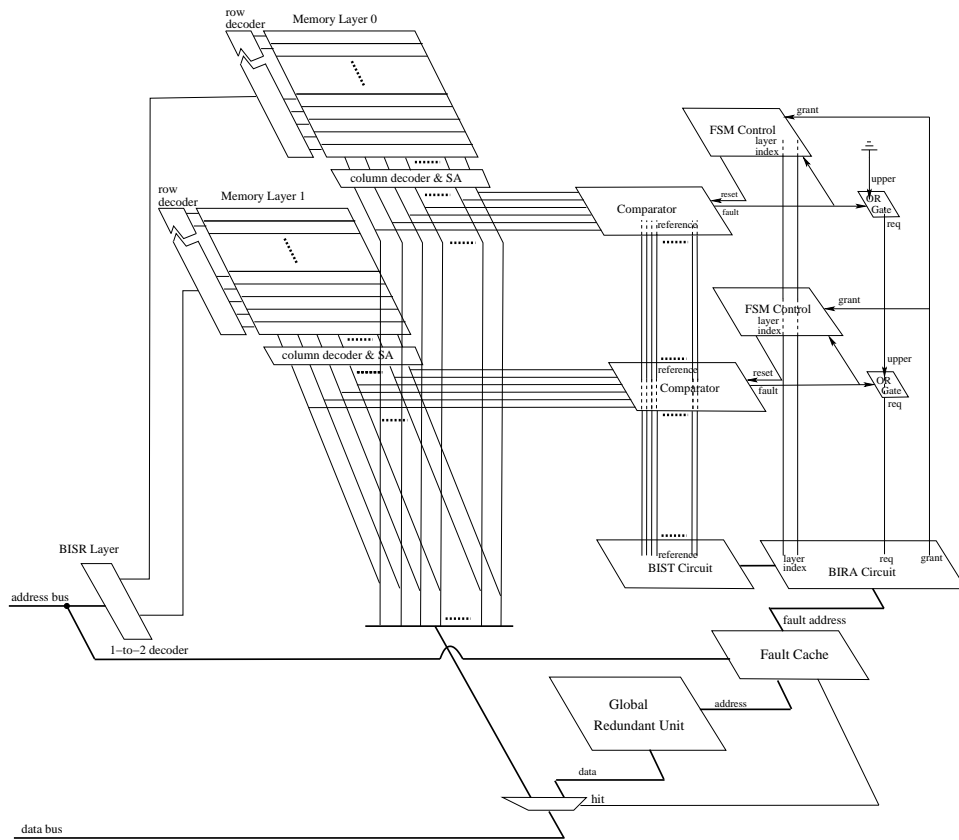 row
decoder
Memory Layer 0
grant
FSM Control
layer
index
upper
column decoder & SA
row
decoder
Memory Layer 1
reset
fault
Comparator
reference
OR
Gate
req
grant
FSM Control
layer
index
column decoder & SA
upper
reference
reset
fault
Comparator
OR
Gate
req
BISR Layer
reference
BIST Circuit
layer
index
req
grant
BIRA Circuit
address bus
fault address
1−to−2 decoder
Fault Cache
Global
Redundant Unit
address
data
hit
data bus